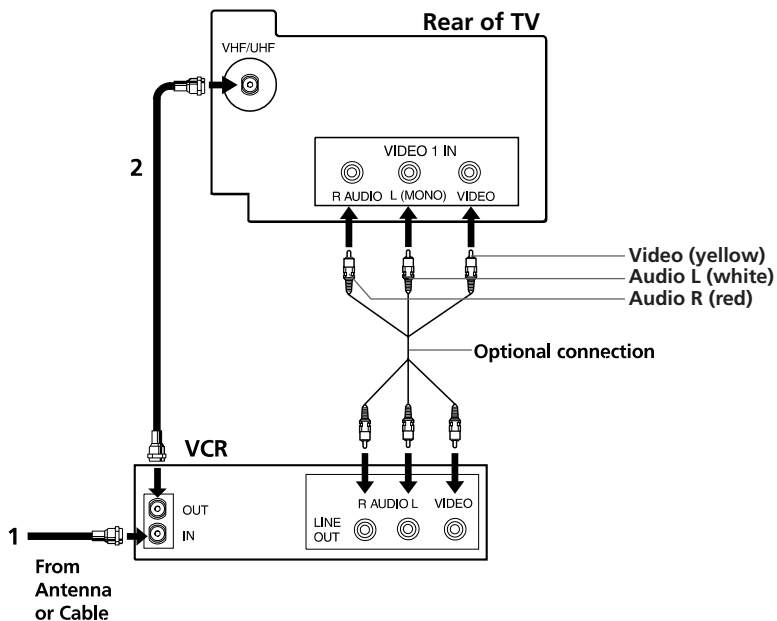 Rear of TV
VHF/UHF
2
VIDEO 1 IN
R AUDIO L (MONO) VIDEO
Video (yellow)
Audio L (white)
Audio R (red)
Optional connection
VCR
R AUDIO L VIDEO
OUT
LINE
OUT
IN
1
From
Antenna
or Cable